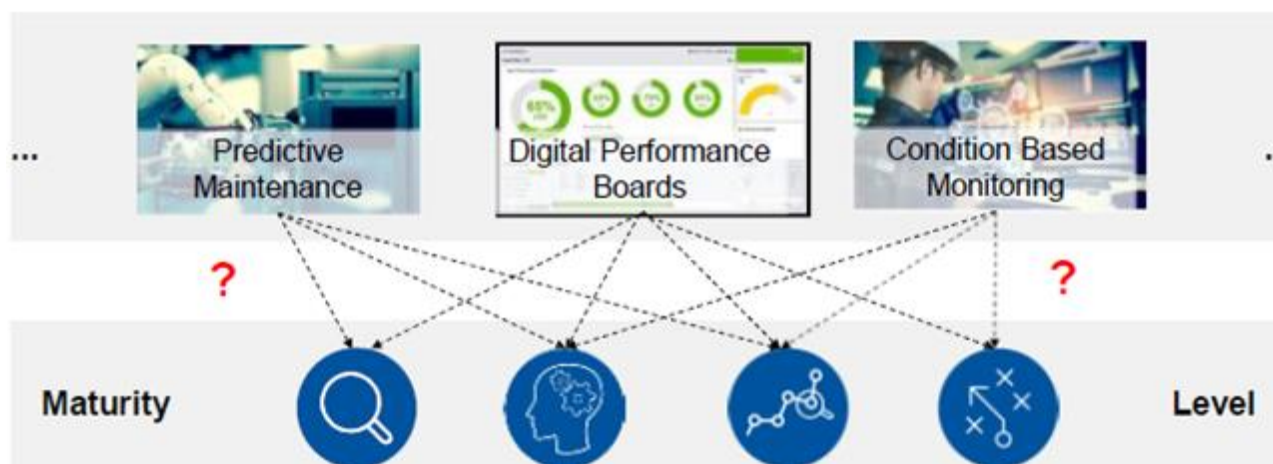 ...
Predictive
Maintenance
Digital Performance
Boards
Condition Based
Monitoring
.
?
?
Maturity
Level